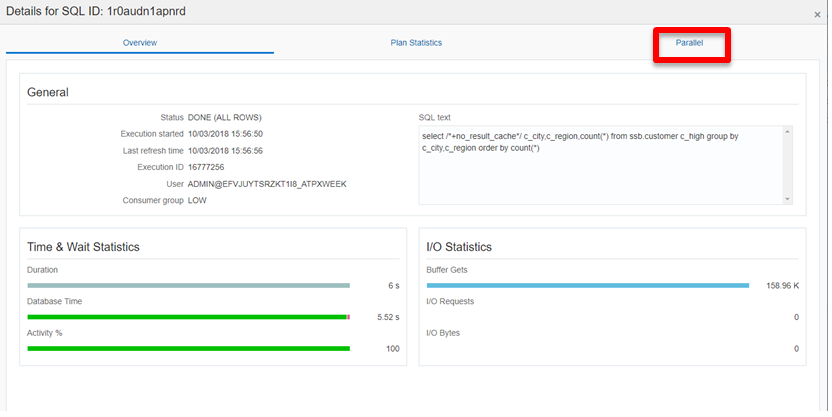 Details for SQL ID: 1r0audn1apnrd
×
Overview
Plan Statistics
Parallel
General
Status DONE (ALL ROWS)
Execution started 10/03/2018 15:56:50
Last refresh time 10/03/2018 15:56:56
Execution ID 16777256
User ADMIN@EFVJUYTSRZKT1I8_ATPXWEEK
Consumer group LOW
SQL text
select /*+no_result_cache*/ c_city,c_region,count(*) from ssb.customer c_high group by
c_city,c_region order by count(*)
Time & Wait Statistics
Duration
6 s
Database Time
5.52 s
Activity %
100
I/O Statistics
Buffer Gets
158.96 K
I/O Requests
0
I/O Bytes
0